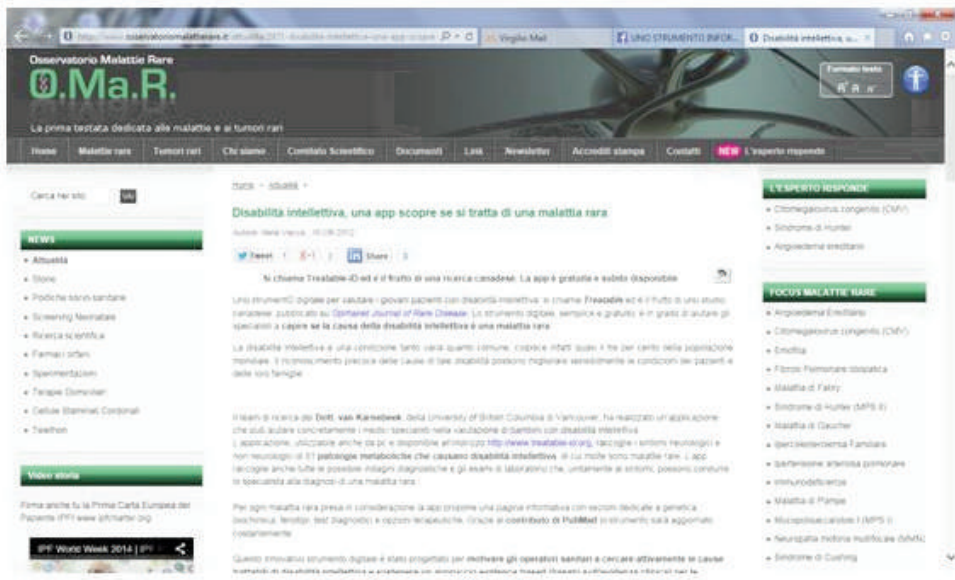 Virgilio Mail
UNO STRUMENTO INFOR...
Disabilità intellettiva, u...
Osservatorio Malattie Rare
O.Ma.R.
Formato testo
La prima testata dedicata alle malattie e ai tumori rari
Home Malattie rare Tumori rari Chi siamo Comitato Scientifico Documenti Link Newsletter Accrediti stampa Contatti NEW L'esperto risponde
Cerca nel sito
Home Attualità
Disabilità intellettiva, una app scopre se si tratta di una malattia rara
Tweet Share
Si chiama Treatable-ID ed è il frutto di una ricerca canadese. La app è gratuita e subito disponibile
Uno strumento digitale per valutare i giovani pazienti con disabilità intellettiva: si chiama Treatable ed è il frutto di uno studio
canadese pubblicato su Orphanet Journal of Rare Disease. Lo strumento digitale, semplice e gratuito, è in grado di aiutare gli
specialisti a capire se la causa della disabilità intellettiva è una malattia rara
La disabilità intellettiva è una condizione tanto varia quanto comune, colpisce infatti quasi il tre per cento della popolazione
mondiale. Il riconoscimento precoce delle cause di tale disabilità possono migliorare sensibilmente le condizioni dei pazienti e
delle loro famiglie.
Il team di ricerca del Dott. van Karnebeek, della University of British Columbia di Vancouver, ha realizzato un'applicazione
che può aiutare concretamente i medici specialisti nella valutazione di bambini con disabilità intellettiva.
L'applicazione, utilizzabile anche da pc e disponibile all'indirizzo http://www.treatable-id.org, raccoglie i sintomi neurologici e
non neurologici di 81 patologie metaboliche che causano disabilità intellettiva, di cui molte sono malattie rare. L'app
raccoglie anche tutte le possibili indagini diagnostiche e gli esami di laboratorio che, unitamente ai sintomi, possono condurre
lo specialista alla diagnosi di una malattia rara.
Per ogni malattia rara presa in considerazione la app propone una pagina informativa con sezioni dedicate a genetica,
biochimica, fenotipi, test diagnostici e opzioni terapeutiche. Grazie al contributo di PubMed lo strumento sarà aggiornato
costantemente.
Questo innovativo strumento digitale è stato progettato per motivare gli operatori sanitari a cercare attivamente le cause
NEWS
Attualità
Storie
Politiche socio-sanitarie
Screening Neonatale
Ricerca scientifica
Farmaci orfani
Sperimentazioni
Terapie Domiciliari
Cellule Staminali Cordonali
Telethon
Video storia
Firma anche tu la Prima Carta Europea del
Paziente IPF! www.ipfcharter.org
IPF World Week 2014 | IPF
L'ESPERTO RISPONDE
Citomegalovirus congenito (CMV)
Sindrome di Hunter
Angioedema ereditario
FOCUS MALATTIE RARE
Angioedema Ereditario
Citomegalovirus congenito (CMV)
Emofilia
Fibrosi Polmonare Idiopatica
Malattia di Fabry
Sindrome di Hunter (MPS II)
Malattia di Gaucher
Ipercolesterolemia Familiare
Ipertensione arteriosa polmonare
Immunodeficienze
Malattia di Pompe
Mucopolisaccaridosi I (MPS I)
Neuropatia motoria multifocale (MMN)
Sindrome di Cushing